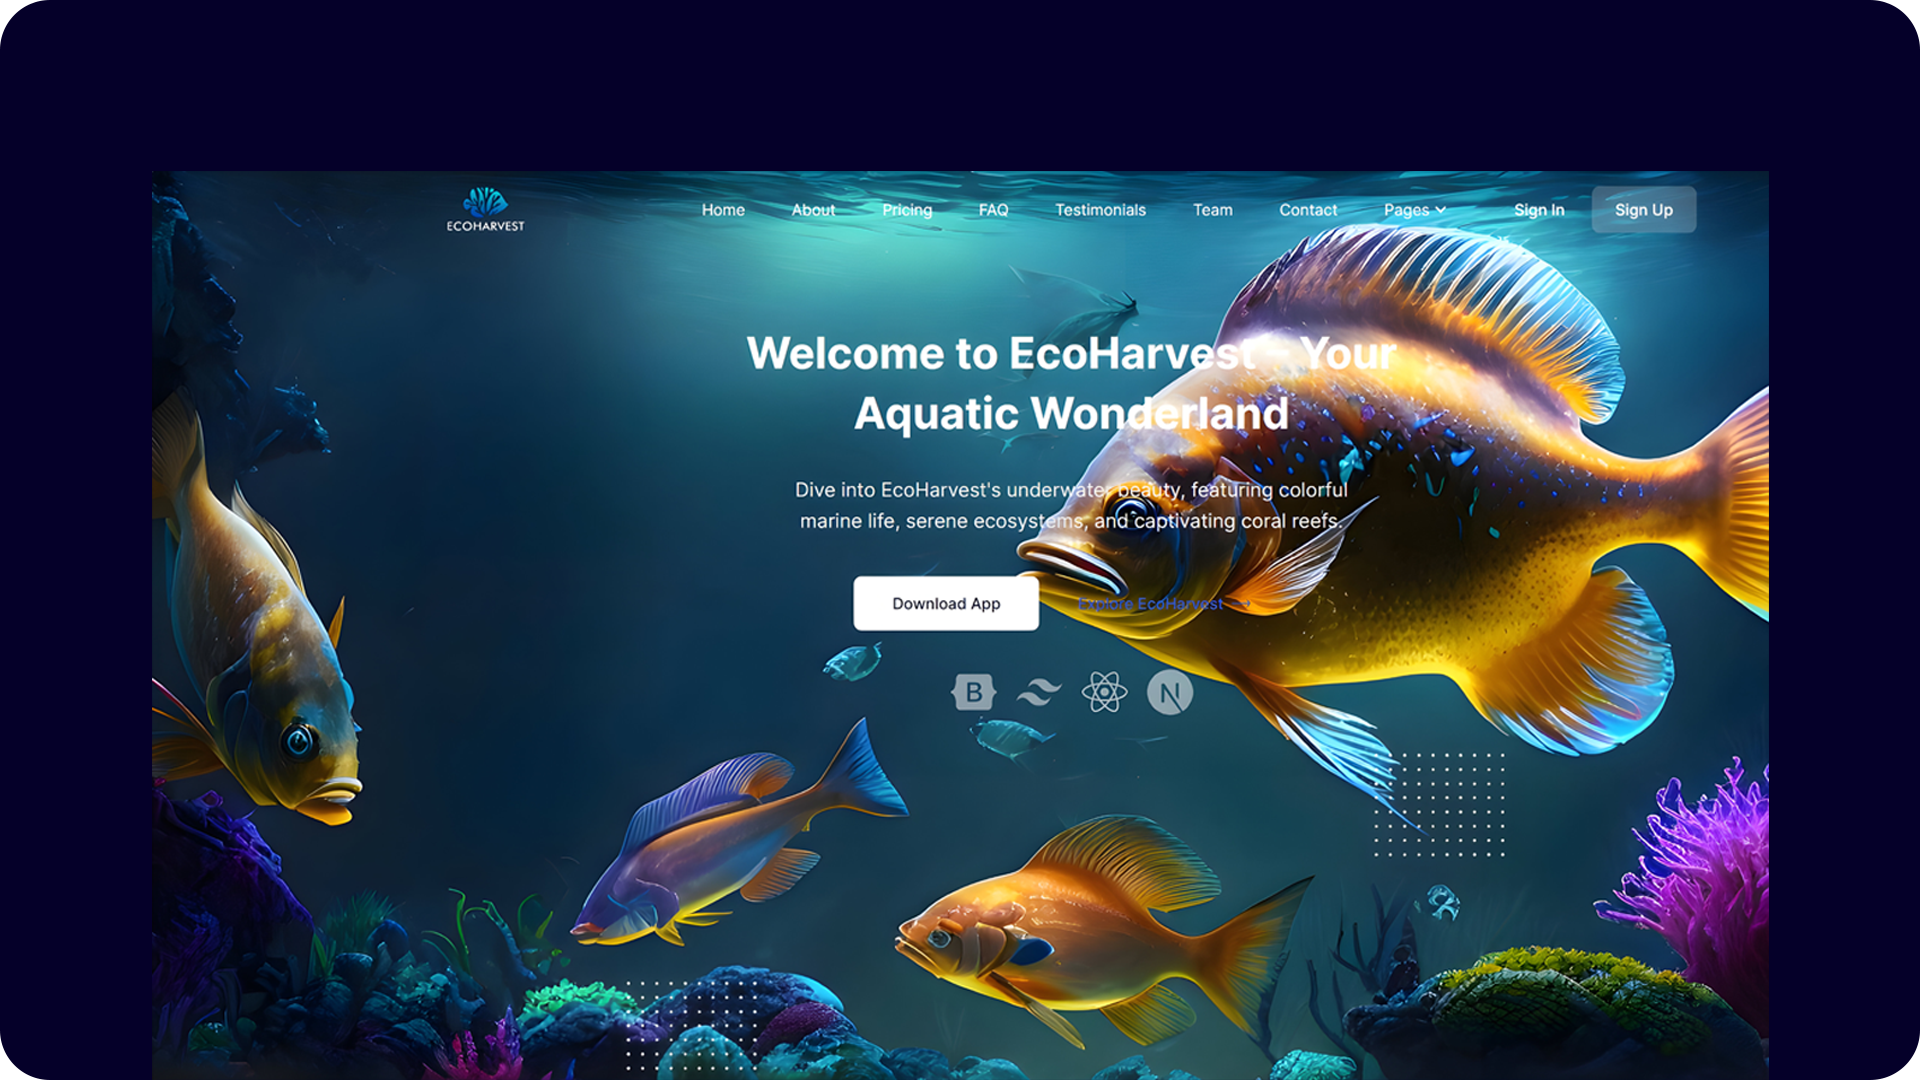 ECOHARVEST
Home About Pricing FAQ Testimonials Team Contact Pages Sign In Sign Up
Welcome to EcoHarvest - Your
Aquatic Wonderland
Dive into EcoHarvest's underwater beauty, featuring colorful
marine life, serene ecosystems, and captivating coral reefs.
Download App Explore EcoHarvest →
B N